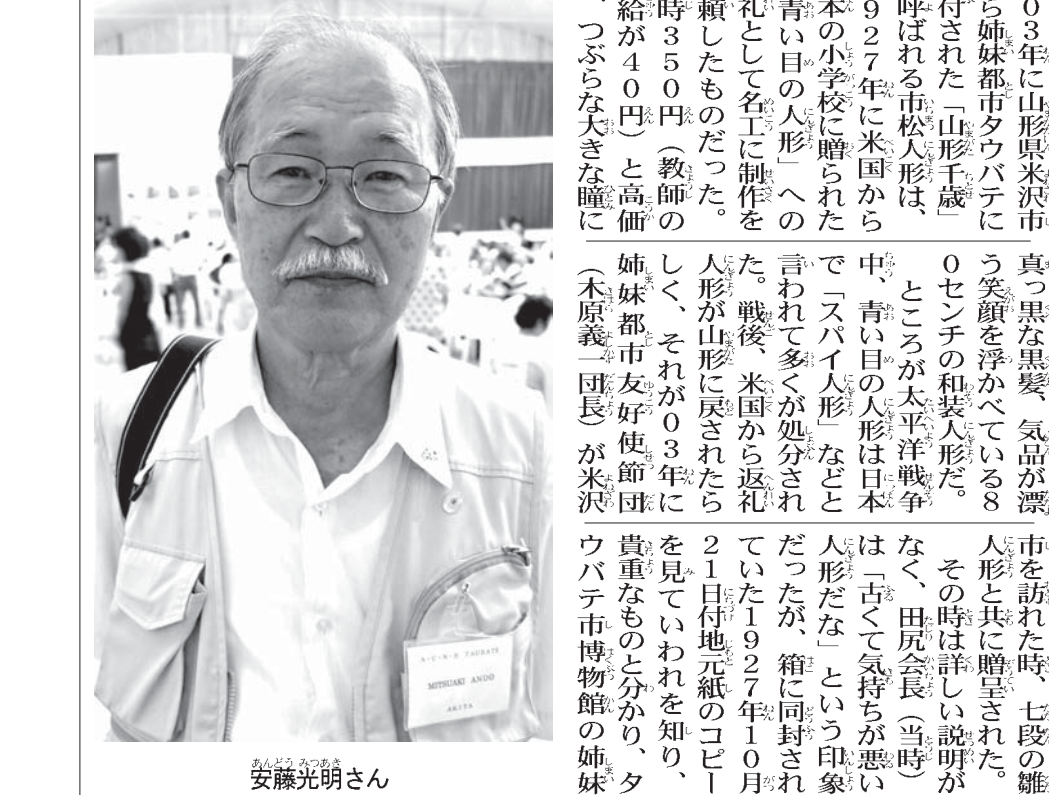 03年に山形県米沢市
ら姉妹都市タウバテに
付された「山形千歳」
呼ばれる市松人形は、
927年に米国から
本の小学校に贈られた
青い目の人形」への
礼として名工に制作を
頼したものだった。
時350円（教師の
給が40円）と高価
、つぶらな大きな瞳に
真っ黒な黒髪、気品が漂
う笑顔を浮かべている8
0センチの和装人形だ。
ところが太平洋戦争
中、青い目の人形は日本
で「スパイ人形」などと
言われて多くが処分され
た。戦後、米国から返礼
人形が山形に戻されたら
しく、それが03年に
姉妹都市友好使節団
（木原義一団長）が米沢
市を訪れた時、七段の雛
人形と共に贈呈された。
その時は詳しい説明が
なく、田尻会長（当時）
は「古くて気持ちが悪い
人形だな」という印象
だったが、箱に同封され
ていた1927年10月
21日付地元紙のコピー
を見ていわれを知り、
貴重なものと分かり、タ
ウバテ市博物館の姉妹
A-C-N-B TAUBATE
MITSUAKI ANDO
AKITA
安藤光明さん